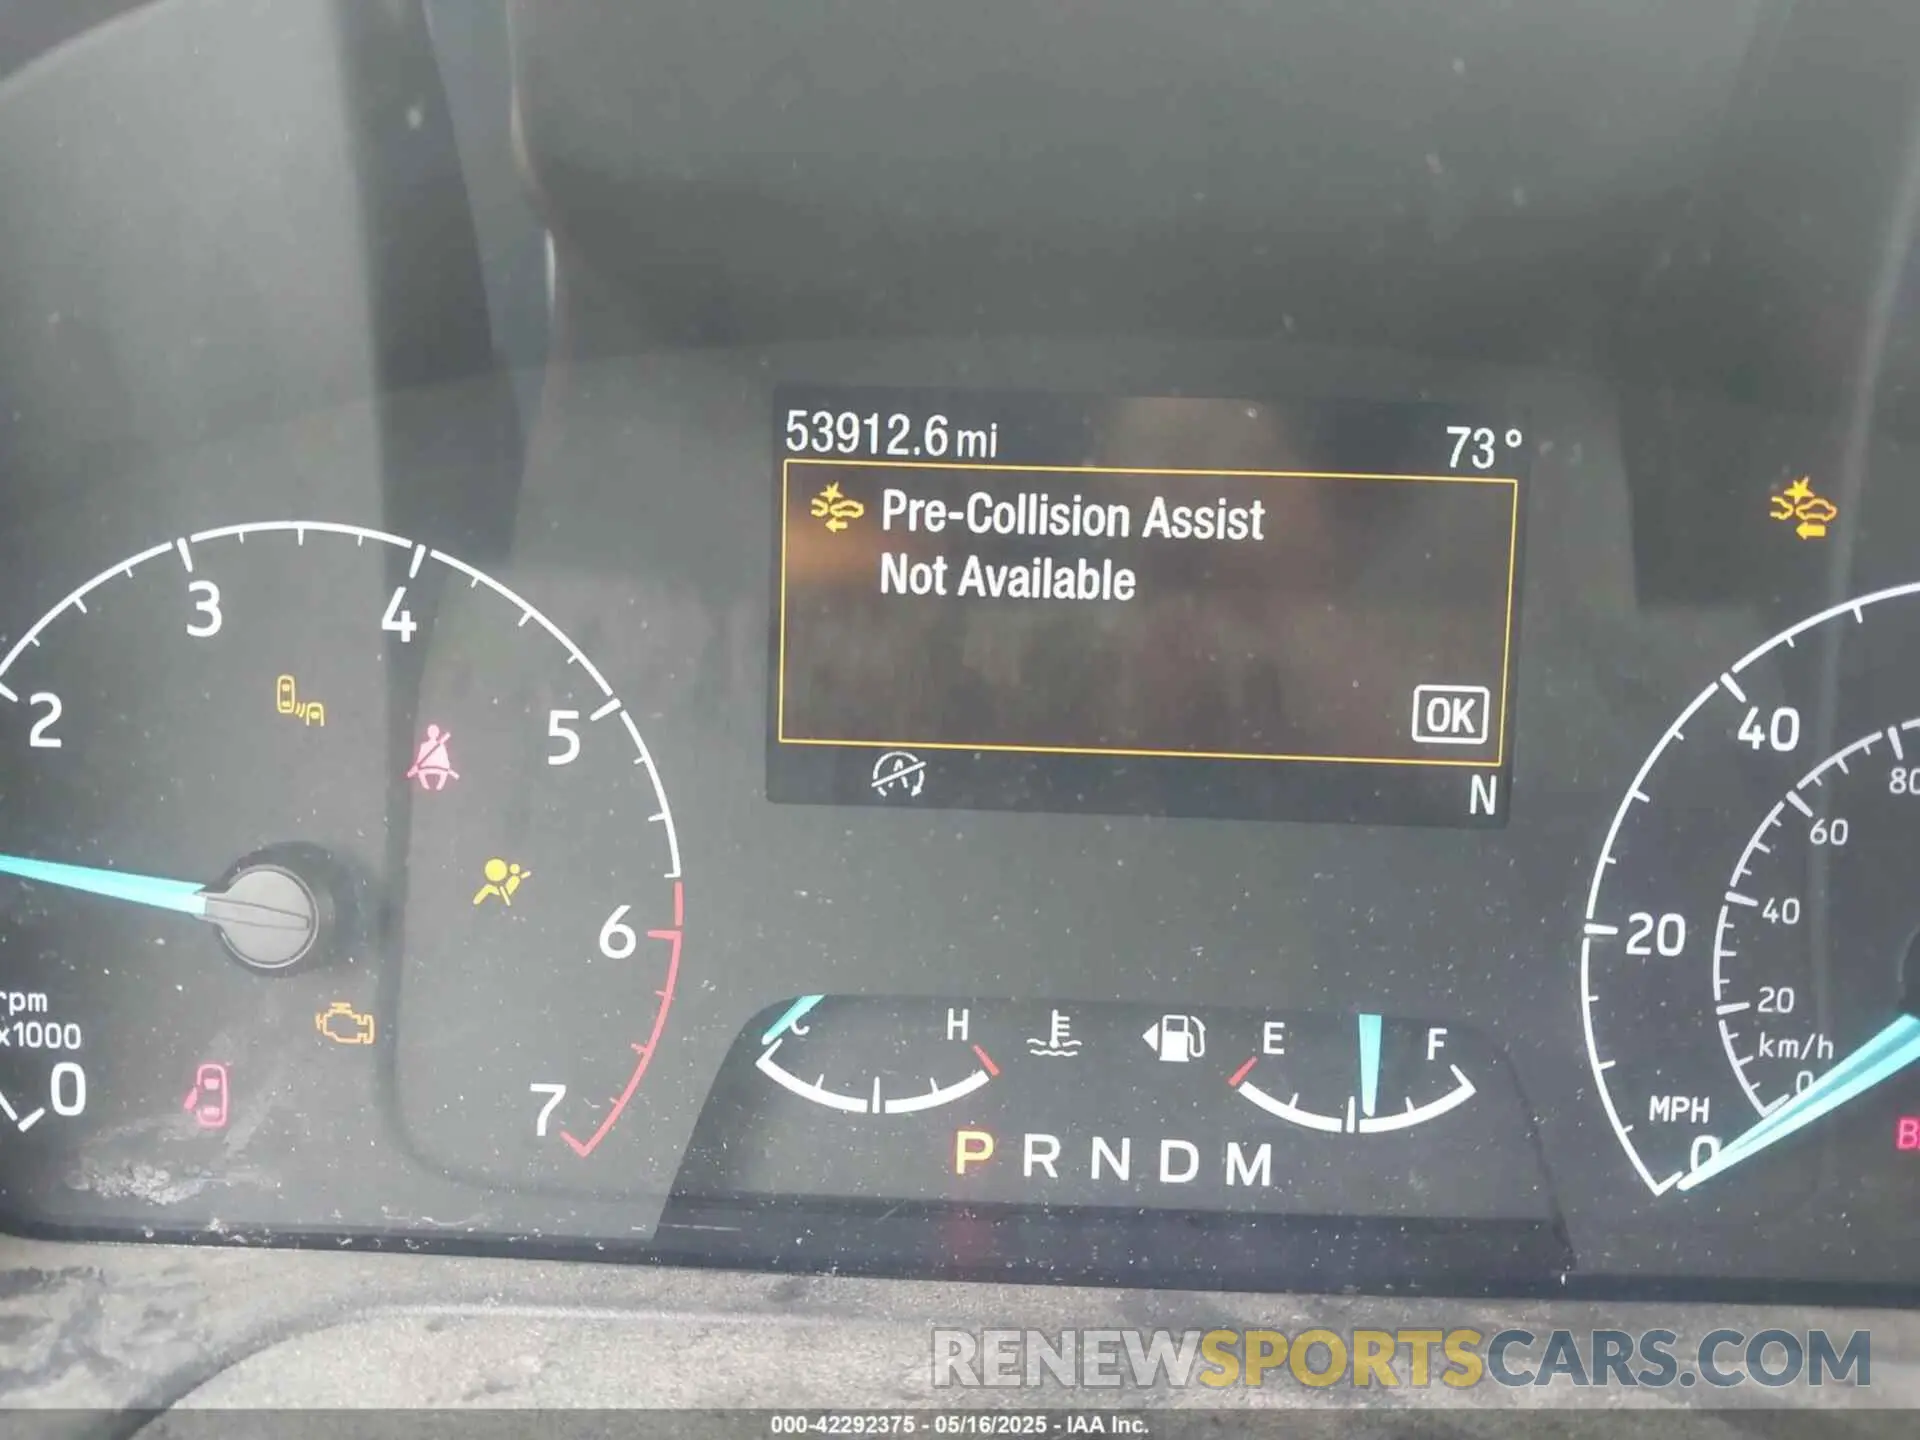 53912.6 mi 73°
Pre-Collision Assist
Not Available
OK
N
2 3 4 5 6 7
rpm
x1000
0
C H
E F
P R N D M
40
20
80
60
40
20
km/h
0
MPH
0
B
RENEWSPORTSCARS.COM
000-42292375 - 05/16/2025 - IAA Inc.